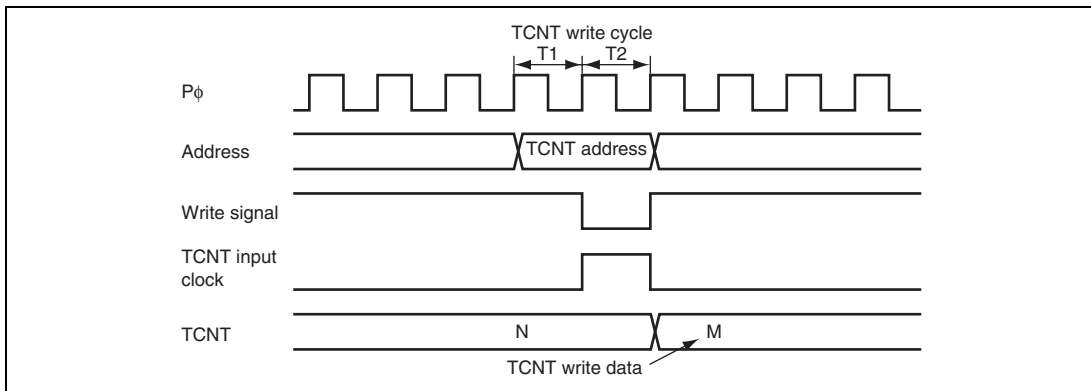 TCNT write cycle
T1 T2
Pϕ
Address
TCNT address
Write signal
TCNT input
clock
TCNT
N
M
TCNT write data